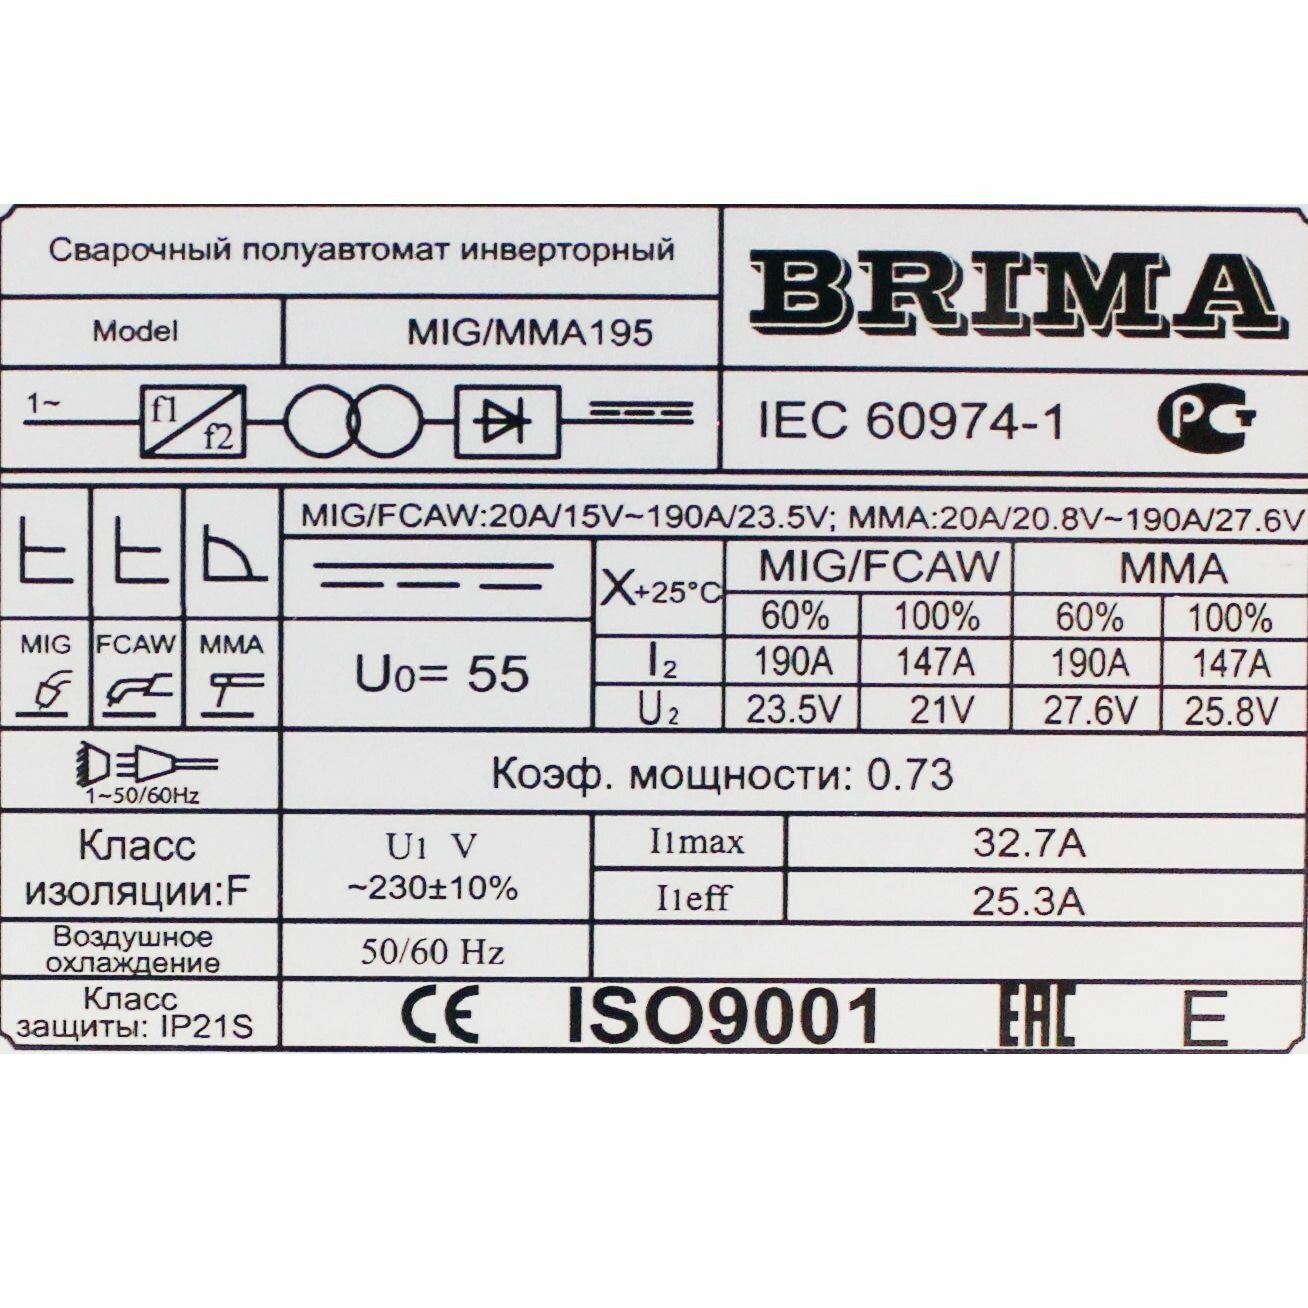 Сварочный полуавтомат инверторный
BRIMA
Model
MIG/MMA195
1~
f1
f2
IEC 60974-1
РСТ
MIG/FCAW:20A/15V~190A/23.5V; MMA:20A/20.8V~190A/27.6V
X+25°C
MIG/FCAW
MMA
60%
100%
60%
100%
MIG
FCAW
MMA
U0= 55
I2
190A
147A
190A
147A
U2
23.5V
21V
27.6V
25.8V
1~50/60Hz
Коэф. мощности: 0.73
Класс
изоляции:F
U1 V
~230±10%
I1max
32.7A
I1eff
25.3A
Воздушное
охлаждение
50/60 Hz
Класс
защиты: IP21S
CE
ISO9001
EAC
E